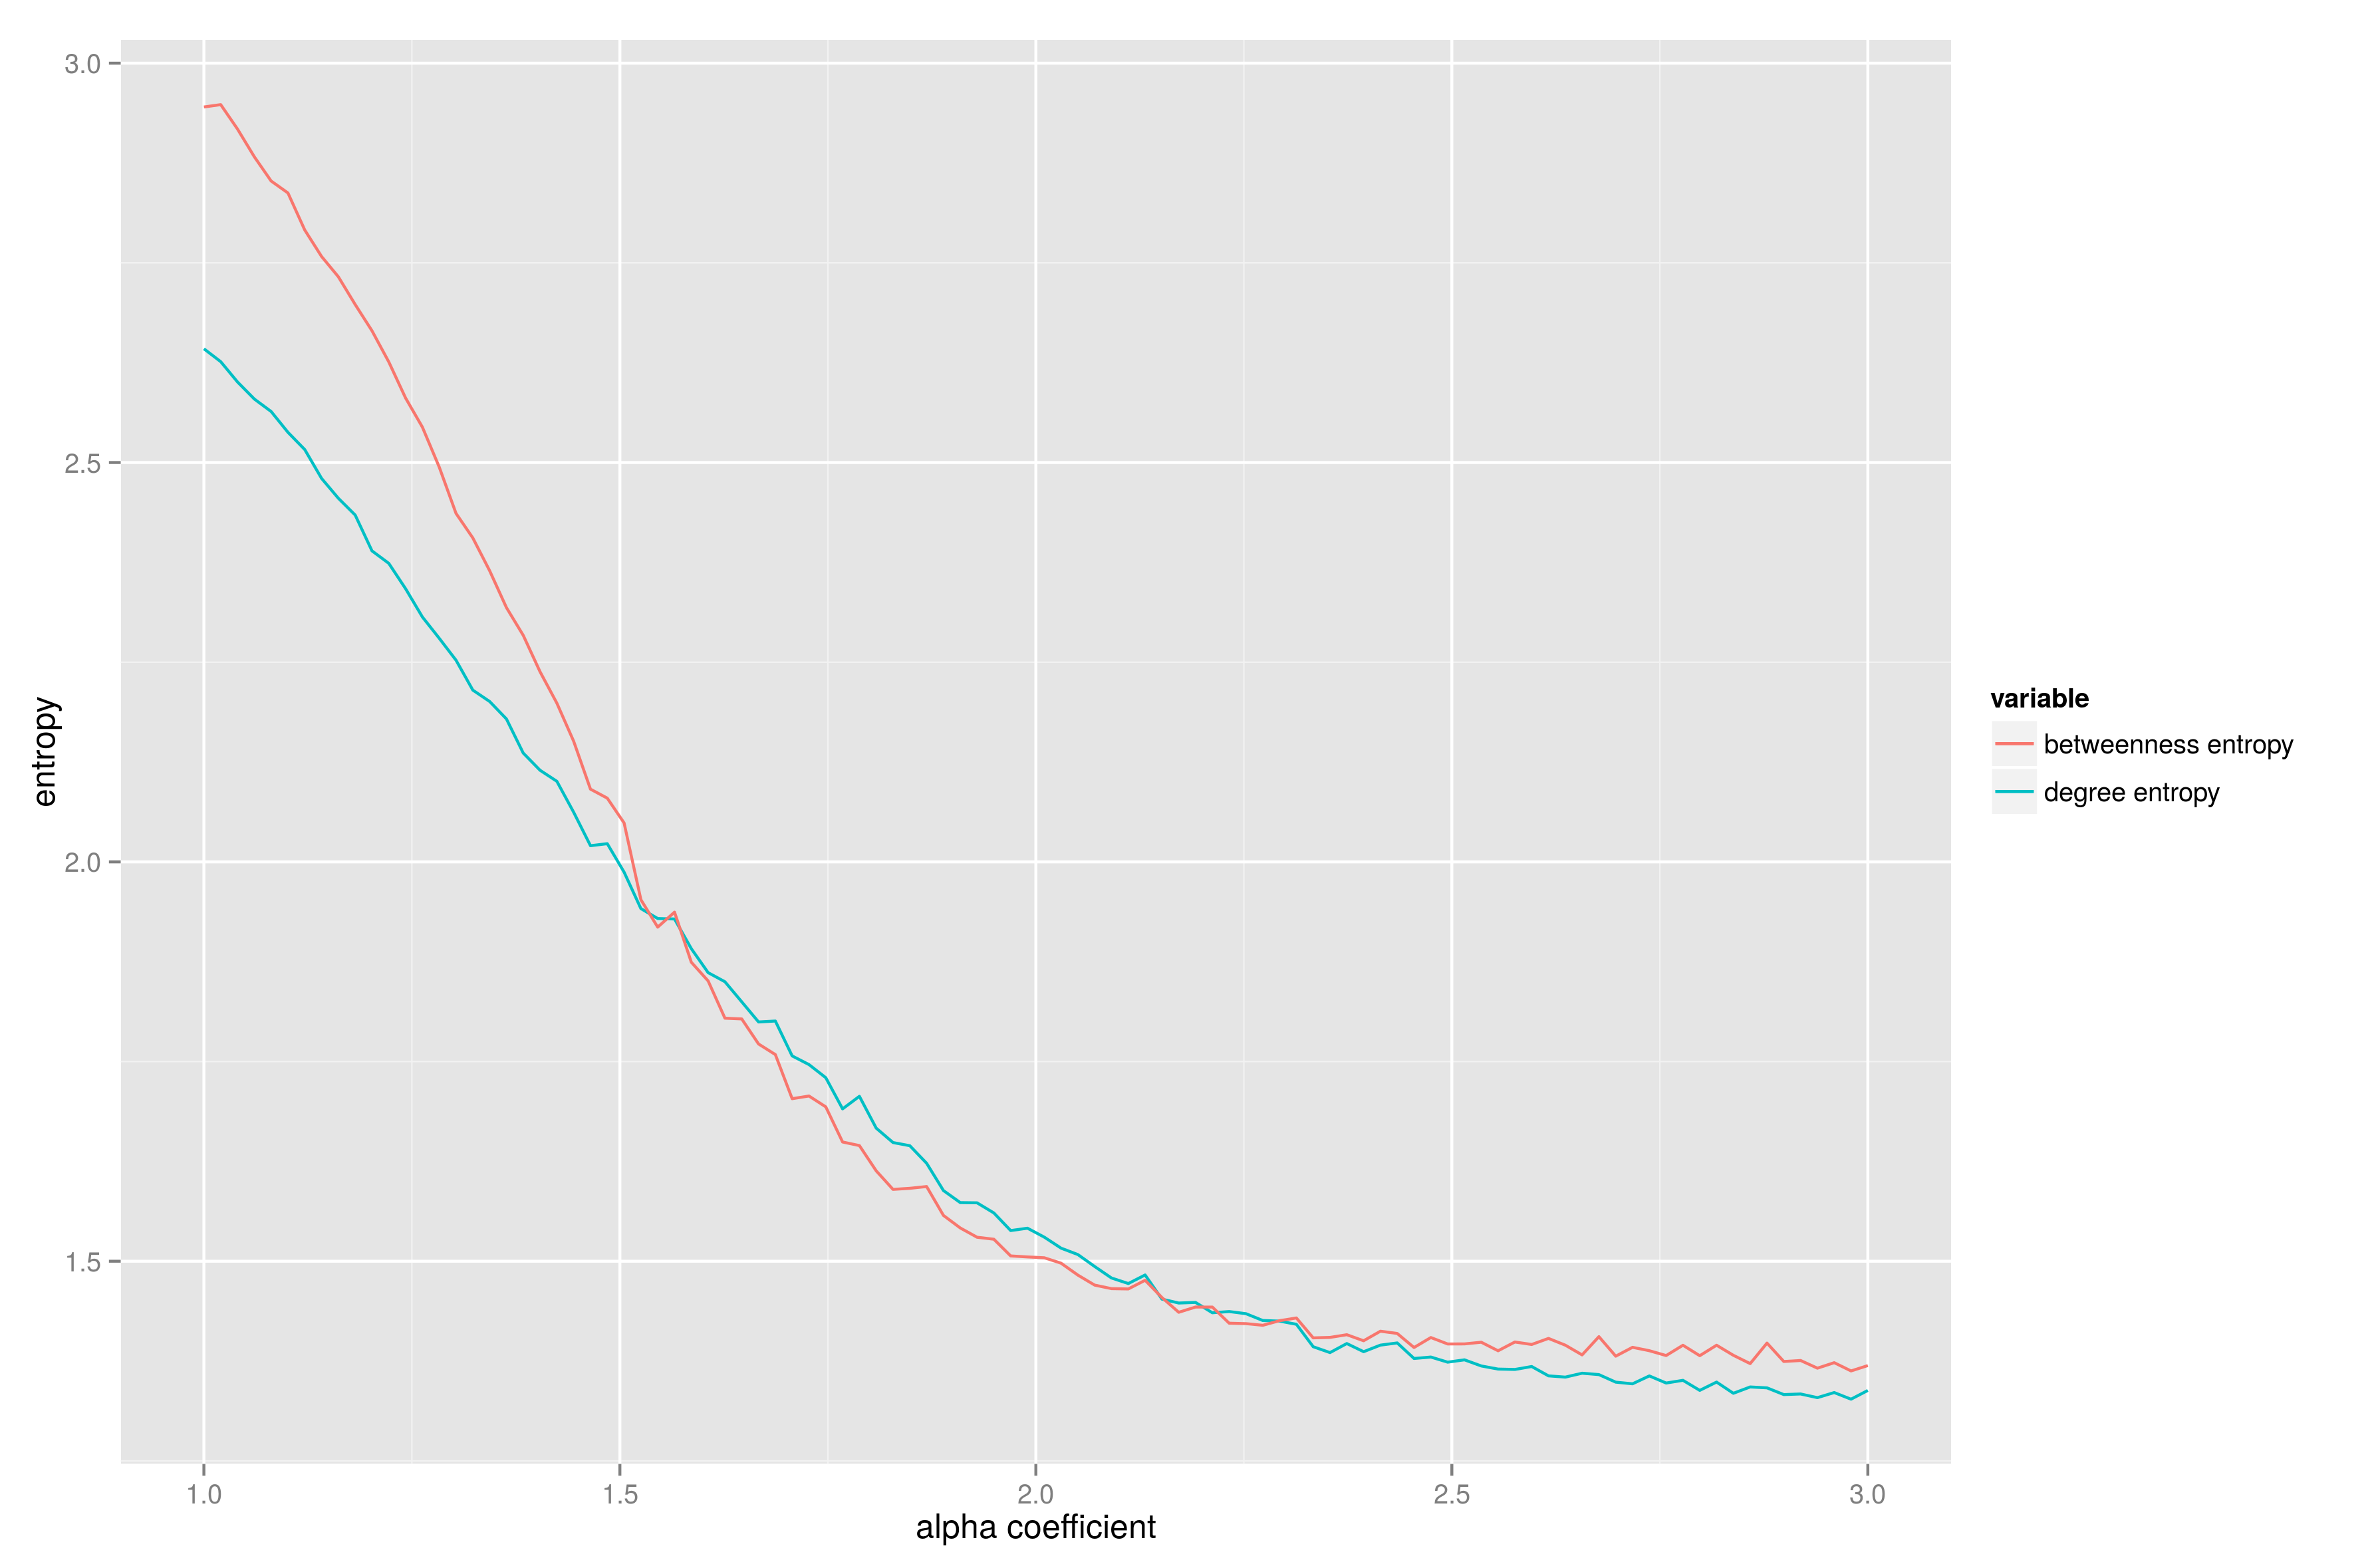 3.0
2.5
2.0
1.5
entropy
1.0 1.5 2.0 2.5 3.0
alpha coefficient
variable
betweenness entropy
degree entropy